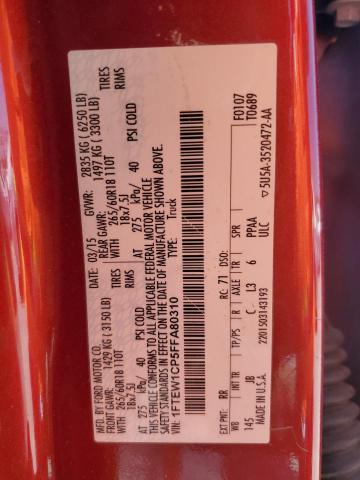 MFD. BY FORD MOTOR CO.
03/15
GVWR: 2835 KG ( 6250 LB)
FRONT GAWR: 1429 KG ( 3150 LB)
REAR GAWR: 1497 KG ( 3300 LB)
WITH 265/60R18 110T TIRES
WITH 265/60R18 110T TIRES
18x7.5J RIMS
18x7.5J RIMS
AT 275 kPa/ 40 PSI COLD
AT 275 kPa/ 40 PSI COLD
THIS VEHICLE CONFORMS TO ALL APPLICABLE FEDERAL MOTOR VEHICLE
SAFETY STANDARDS IN EFFECT ON THE DATE OF MANUFACTURE SHOWN ABOVE.
VIN: 1FTEW1CP5FFA80310
TYPE: Truck
F0107
T0689
EXT PNT: RR RC: 71 DSO:
WB BRK INT TR TP/PS R AXLE TR SPR
145 JB C L3 6 PPAA
ULC
MADE IN U.S.A. 2201503143193
5U5A-3520472-AA